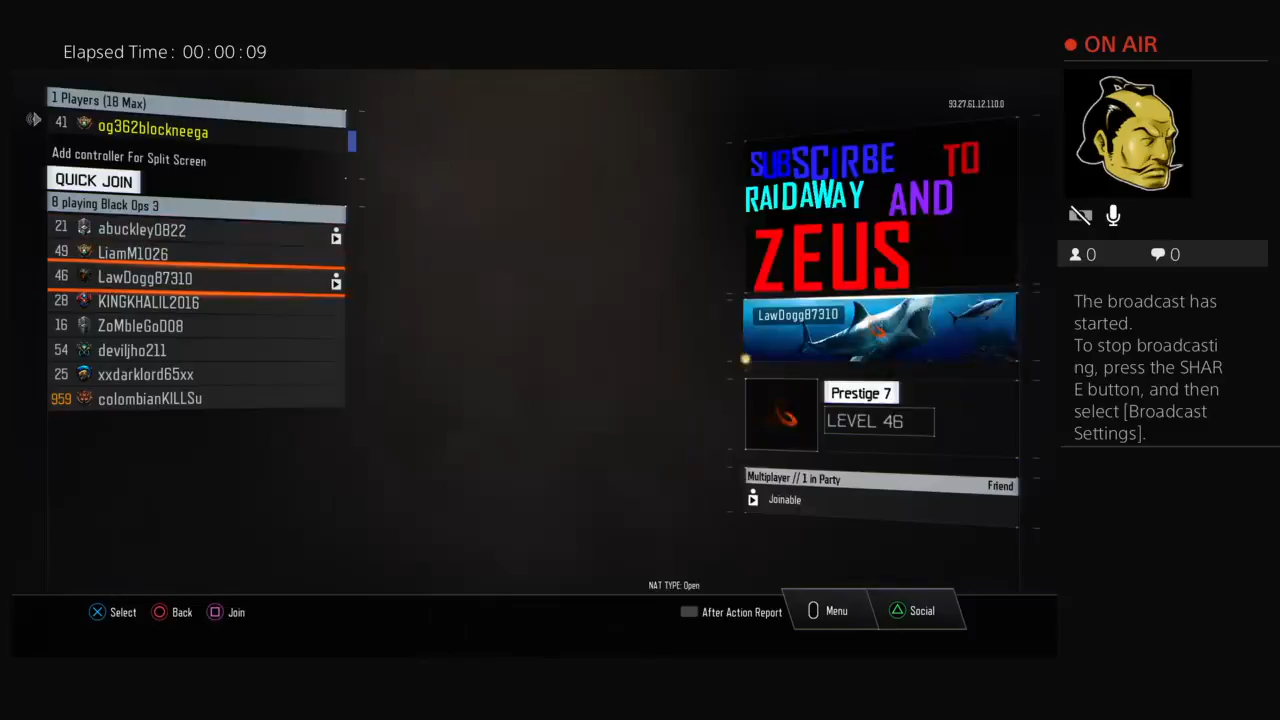 Elapsed Time: 00:00:09
ON AIR
1 Players (18 Max)
93.27.61.12.110.0
41 og362blockneega
Add controller For Split Screen
QUICK JOIN
8 playing Black Ops 3
21 abuckley0822
49 LiamM1026
46 LawDogg87310
28 KINGKHALIL2016
16 ZoMbleGoD08
54 deviljho211
25 xxdarklord65xx
959 colombianKILLSu
SUBSCIRBE TO
RAIDAWAY AND
ZEUS
LawDogg87310
Prestige 7
LEVEL 46
Multiplayer // 1 in Party Friend
Joinable
0 0
The broadcast has
started.
To stop broadcasti
ng, press the SHAR
E button, and then
select [Broadcast
Settings].
NAT TYPE: Open
Select Back Join After Action Report Menu Social